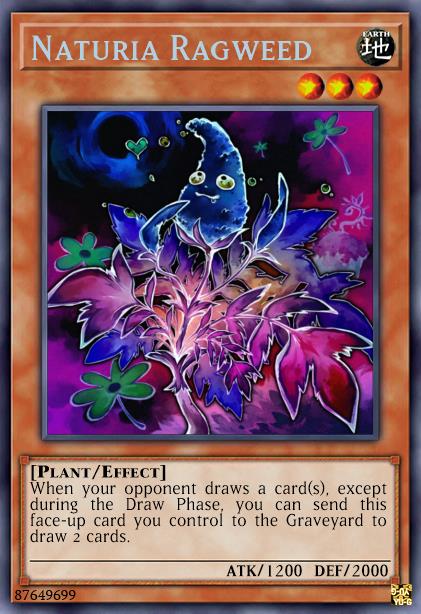 NATURIA RAGWEED
EARTH
地
[PLANT/EFFECT]
When your opponent draws a card(s), except
during the Draw Phase, you can send this
face-up card you control to the Graveyard to
draw 2 cards.
ATK/1200 DEF/2000
87649699